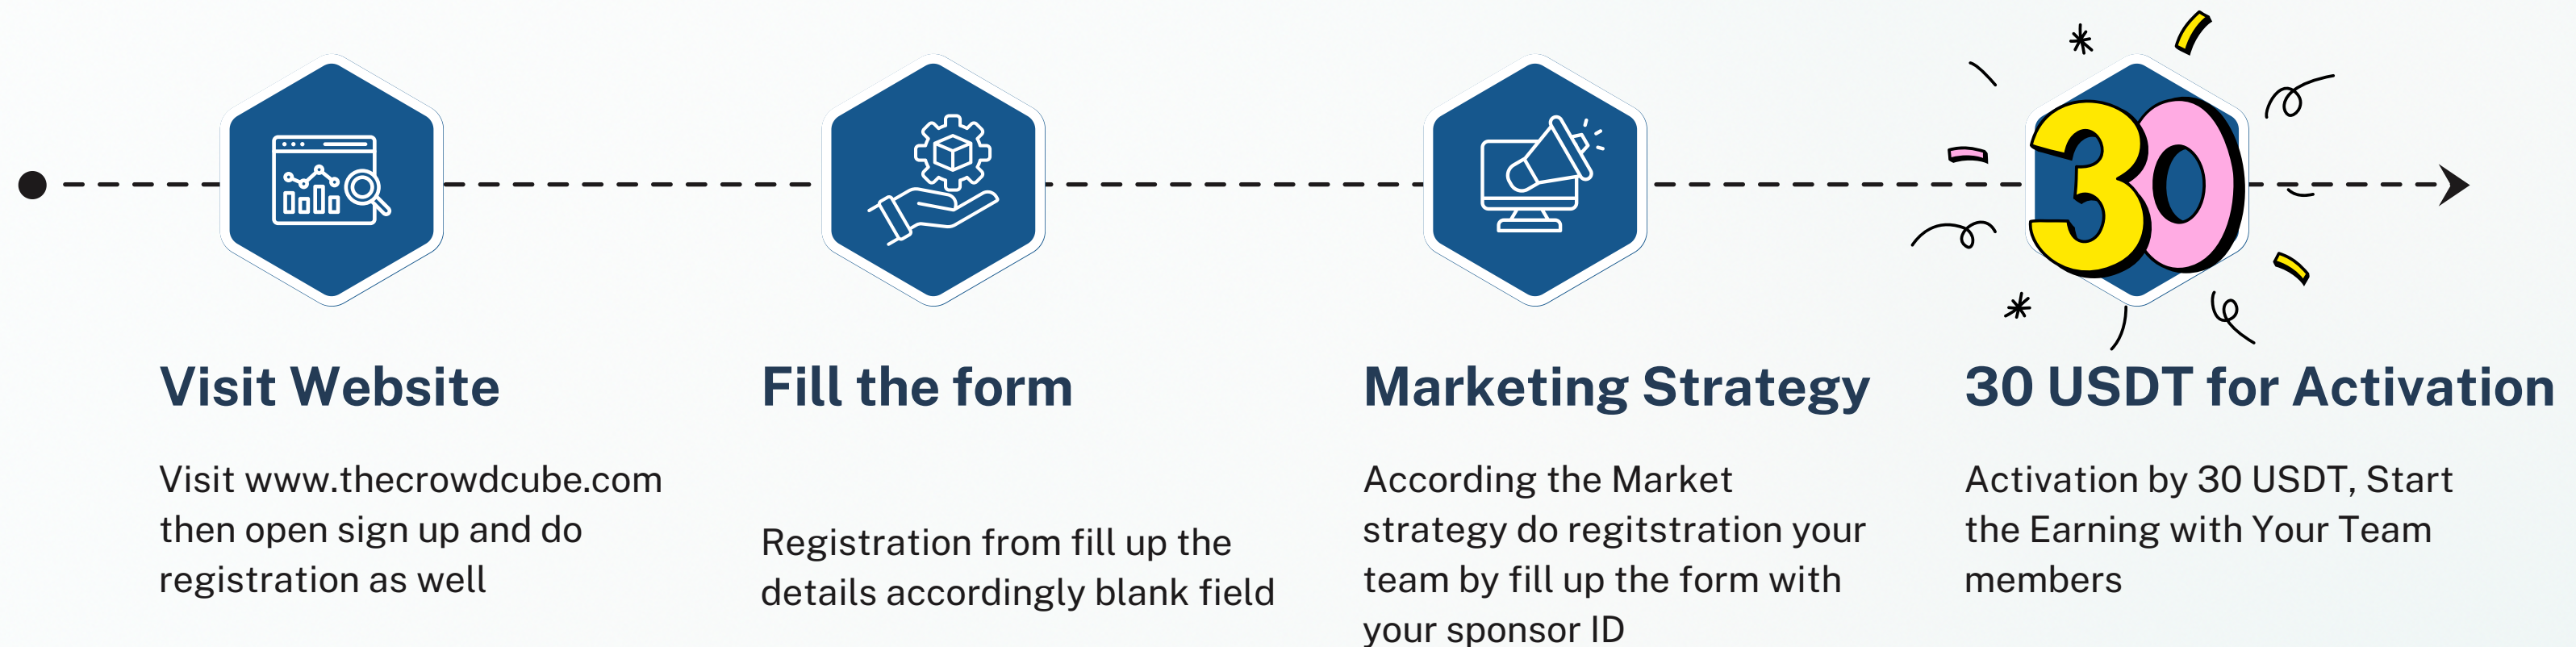 30
Visit Website
Visit www.thecrowdcube.com
then open sign up and do
registration as well
Fill the form
Registration from fill up the
details accordingly blank field
Marketing Strategy
According the Market
strategy do regitstration your
team by fill up the form with
your sponsor ID
30 USDT for Activation
Activation by 30 USDT, Start
the Earning with Your Team
members